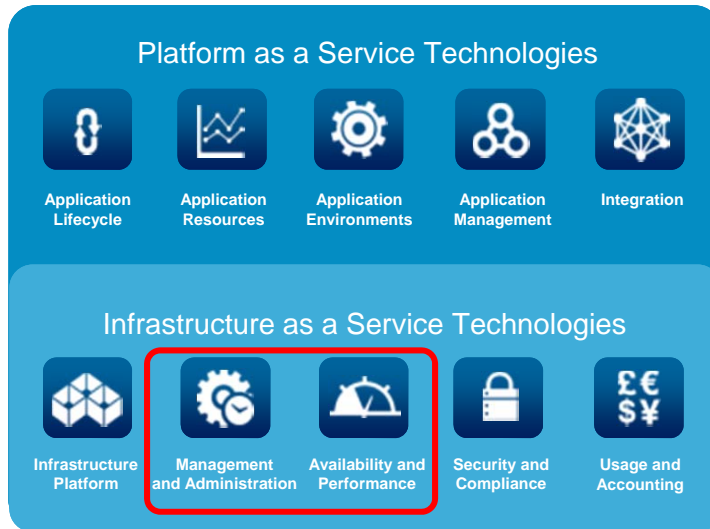 Platform as a Service Technologies
Application
Lifecycle
Application
Resources
Application
Environments
Application
Management
Integration
Infrastructure as a Service Technologies
£€
$¥
Infrastructure
Platform
Management
and Administration
Availability and
Performance
Security and
Compliance
Usage and
Accounting